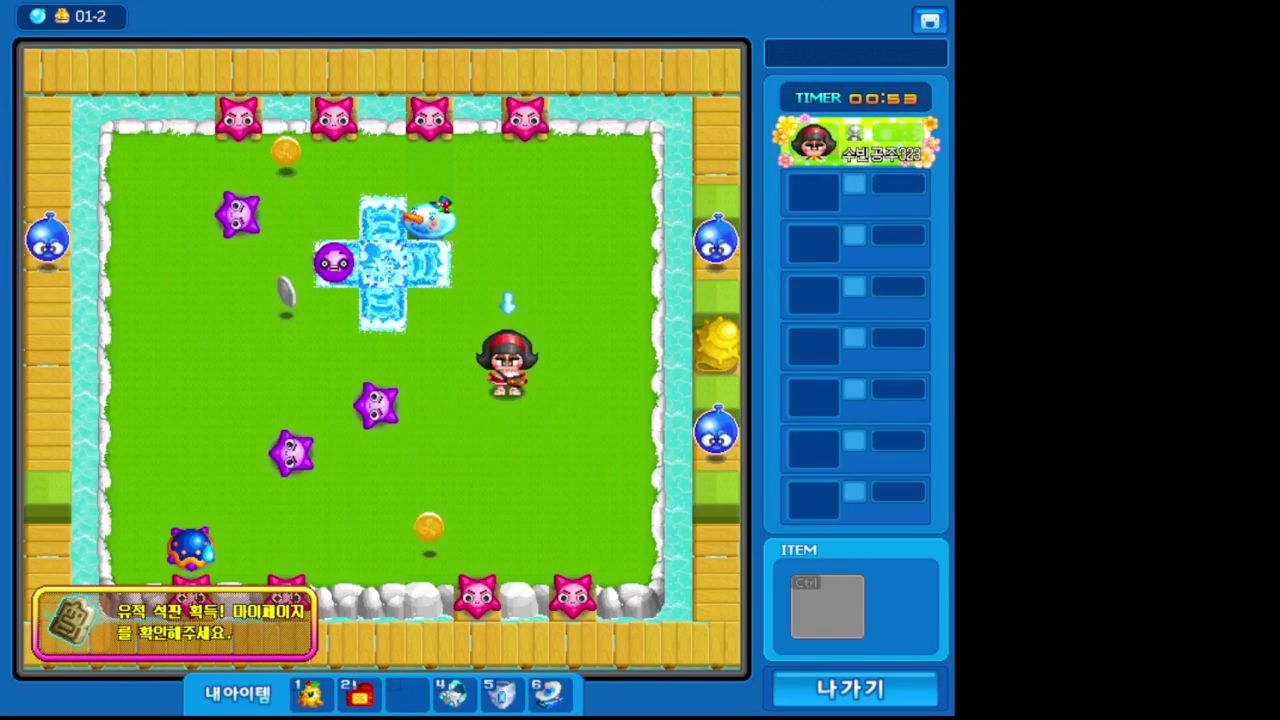 01-2
TIMER 00:53
수빈공주323
ITEM
Ctrl
유적 석판 획득! 마이페이지
를 확인해주세요.
내 아이템 1 2 4 5 6
나가기